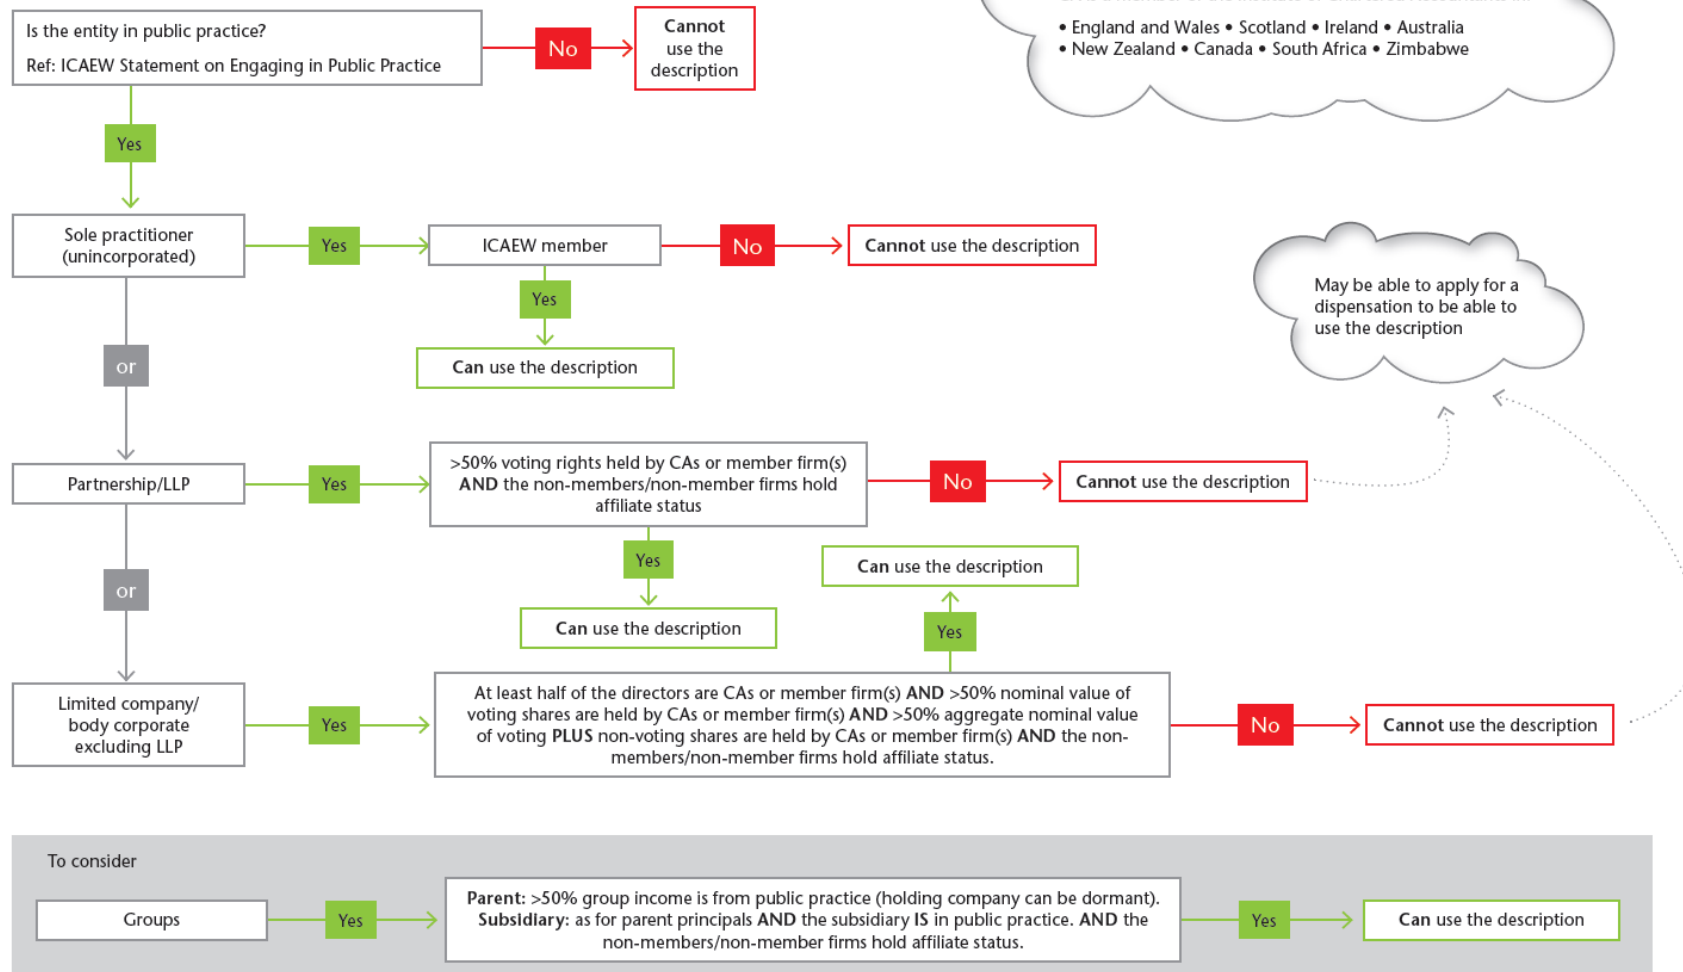 Is the entity in public practice?
Ref: ICAEW Statement on Engaging in Public Practice
No
Cannot
use the
description
• England and Wales • Scotland • Ireland • Australia
• New Zealand • Canada • South Africa • Zimbabwe
Yes
Sole practitioner
(unincorporated)
Yes
ICAEW member
No
Cannot use the description
Yes
Can use the description
May be able to apply for a
dispensation to be able to
use the description
or
Partnership/LLP
Yes
>50% voting rights held by CAs or member firm(s)
AND the non-members/non-member firms hold
affiliate status
No
Cannot use the description
Yes
Can use the description
or
Limited company/
body corporate
excluding LLP
Yes
At least half of the directors are CAs or member firm(s) AND >50% nominal value of
voting shares are held by CAs or member firm(s) AND >50% aggregate nominal value
of voting PLUS non-voting shares are held by CAs or member firm(s) AND the non-
members/non-member firms hold affiliate status.
Yes
Can use the description
No
Cannot use the description
To consider
Groups
Yes
Parent: >50% group income is from public practice (holding company can be dormant).
Subsidiary: as for parent principals AND the subsidiary IS in public practice. AND the
non-members/non-member firms hold affiliate status.
Yes
Can use the description